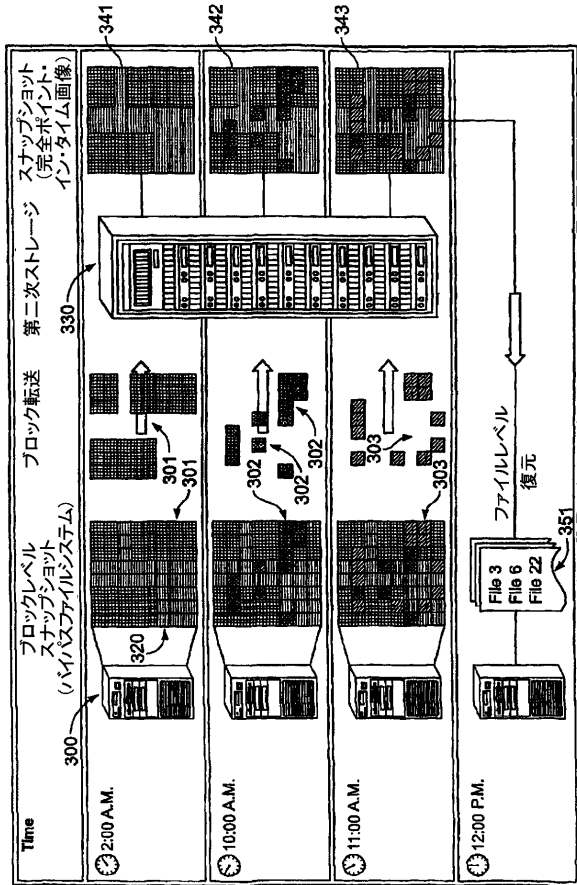 Time
ブロックレベル
スナップショット
(バイパスファイルシステム)
ブロック転送
第二次ストレージ
スナップショット
(完全ポイント・
イン・タイム画像)
300
2:00 A.M.
320
301
301
330
341
10:00 A.M.
302
302
302
342
11:00 A.M.
303
303
343
12:00 P.M.
File 3
File 6
File 22
351
ファイルレベル
復元